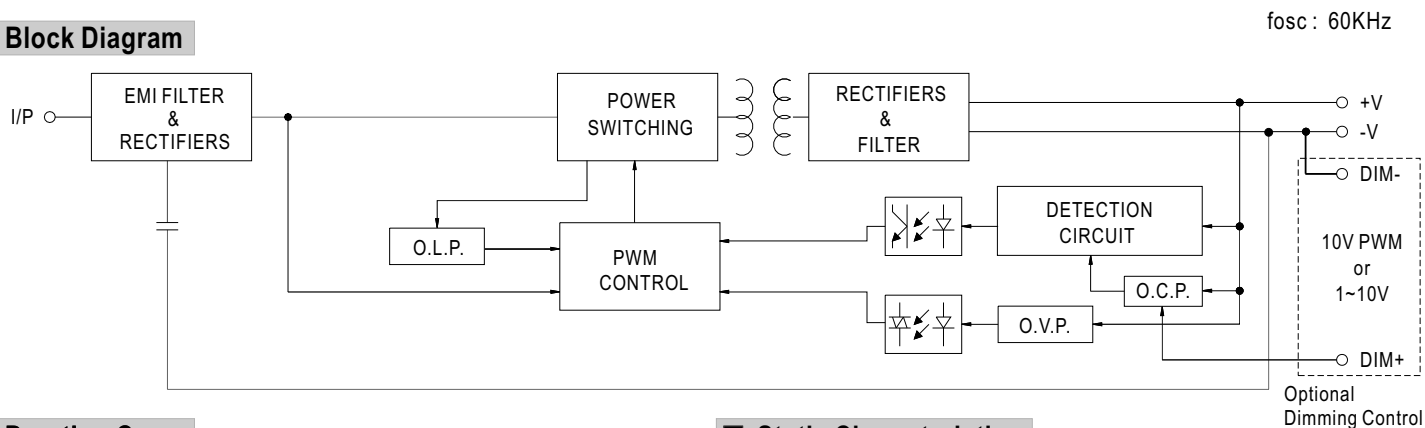 fosc : 60KHz
Block Diagram
I/P
EMI FILTER
&
RECTIFIERS
POWER
SWITCHING
RECTIFIERS
&
FILTER
+V
-V
DIM-
O.L.P.
PWM
CONTROL
DETECTION
CIRCUIT
O.C.P.
O.V.P.
10V PWM
or
1~10V
DIM+
Optional
Dimming Control